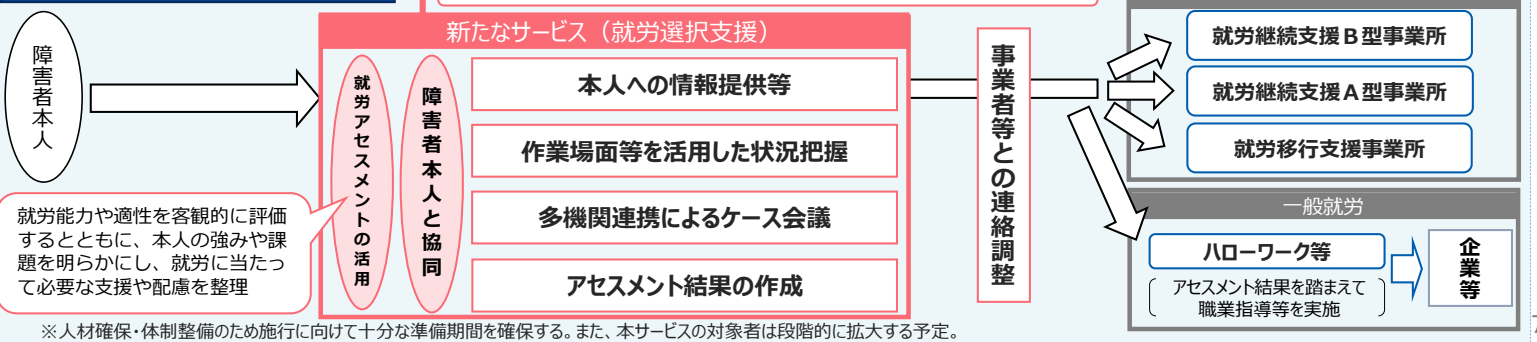 障害者本人
新たなサービス（就労選択支援）
就労アセスメントの活用
障害者本人と協同
本人への情報提供等
作業場面等を活用した状況把握
多機関連携によるケース会議
アセスメント結果の作成
就労能力や適性を客観的に評価
するとともに、本人の強みや課
題を明らかにし、就労に当たっ
て必要な支援や配慮を整理
事業者等との連絡調整
就労継続支援Ｂ型事業所
就労継続支援Ａ型事業所
就労移行支援事業所
一般就労
ハローワーク等
アセスメント結果を踏まえて
職業指導等を実施
企業等
※人材確保・体制整備のため施行に向けて十分な準備期間を確保する。また、本サービスの対象者は段階的に拡大する予定。